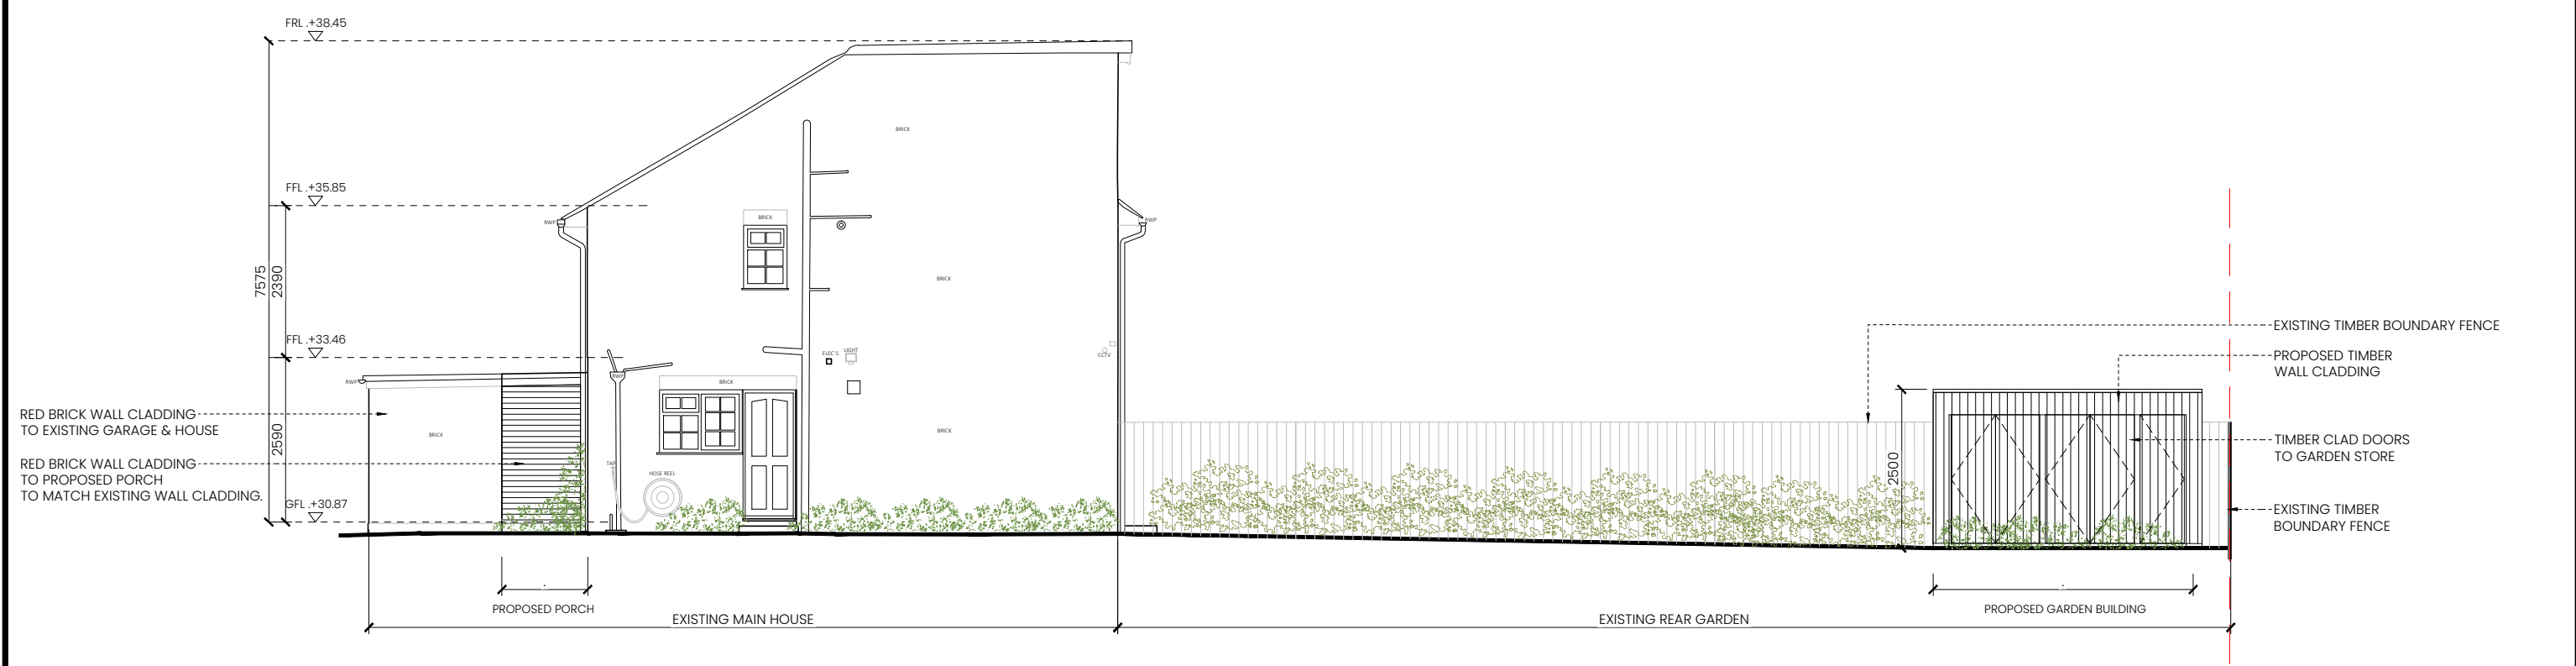 FRL .+38.45
BRICK
FFL .+35.85
RWP
BRICK
RWP
7575
2390
BRICK
FFL .+33.46
ELEC'S
LIGHT
CCTV
EXISTING TIMBER BOUNDARY FENCE
PROPOSED TIMBER
WALL CLADDING
RWP
RWP
BRICK
RED BRICK WALL CLADDING
TO EXISTING GARAGE & HOUSE
BRICK
BRICK
2590
TIMBER CLAD DOORS
TO GARDEN STORE
RED BRICK WALL CLADDING
TO PROPOSED PORCH
TO MATCH EXISTING WALL CLADDING.
TAP
HOSE REEL
2500
GFL .+30.87
EXISTING TIMBER
BOUNDARY FENCE
PROPOSED PORCH
PROPOSED GARDEN BUILDING
EXISTING MAIN HOUSE
EXISTING REAR GARDEN